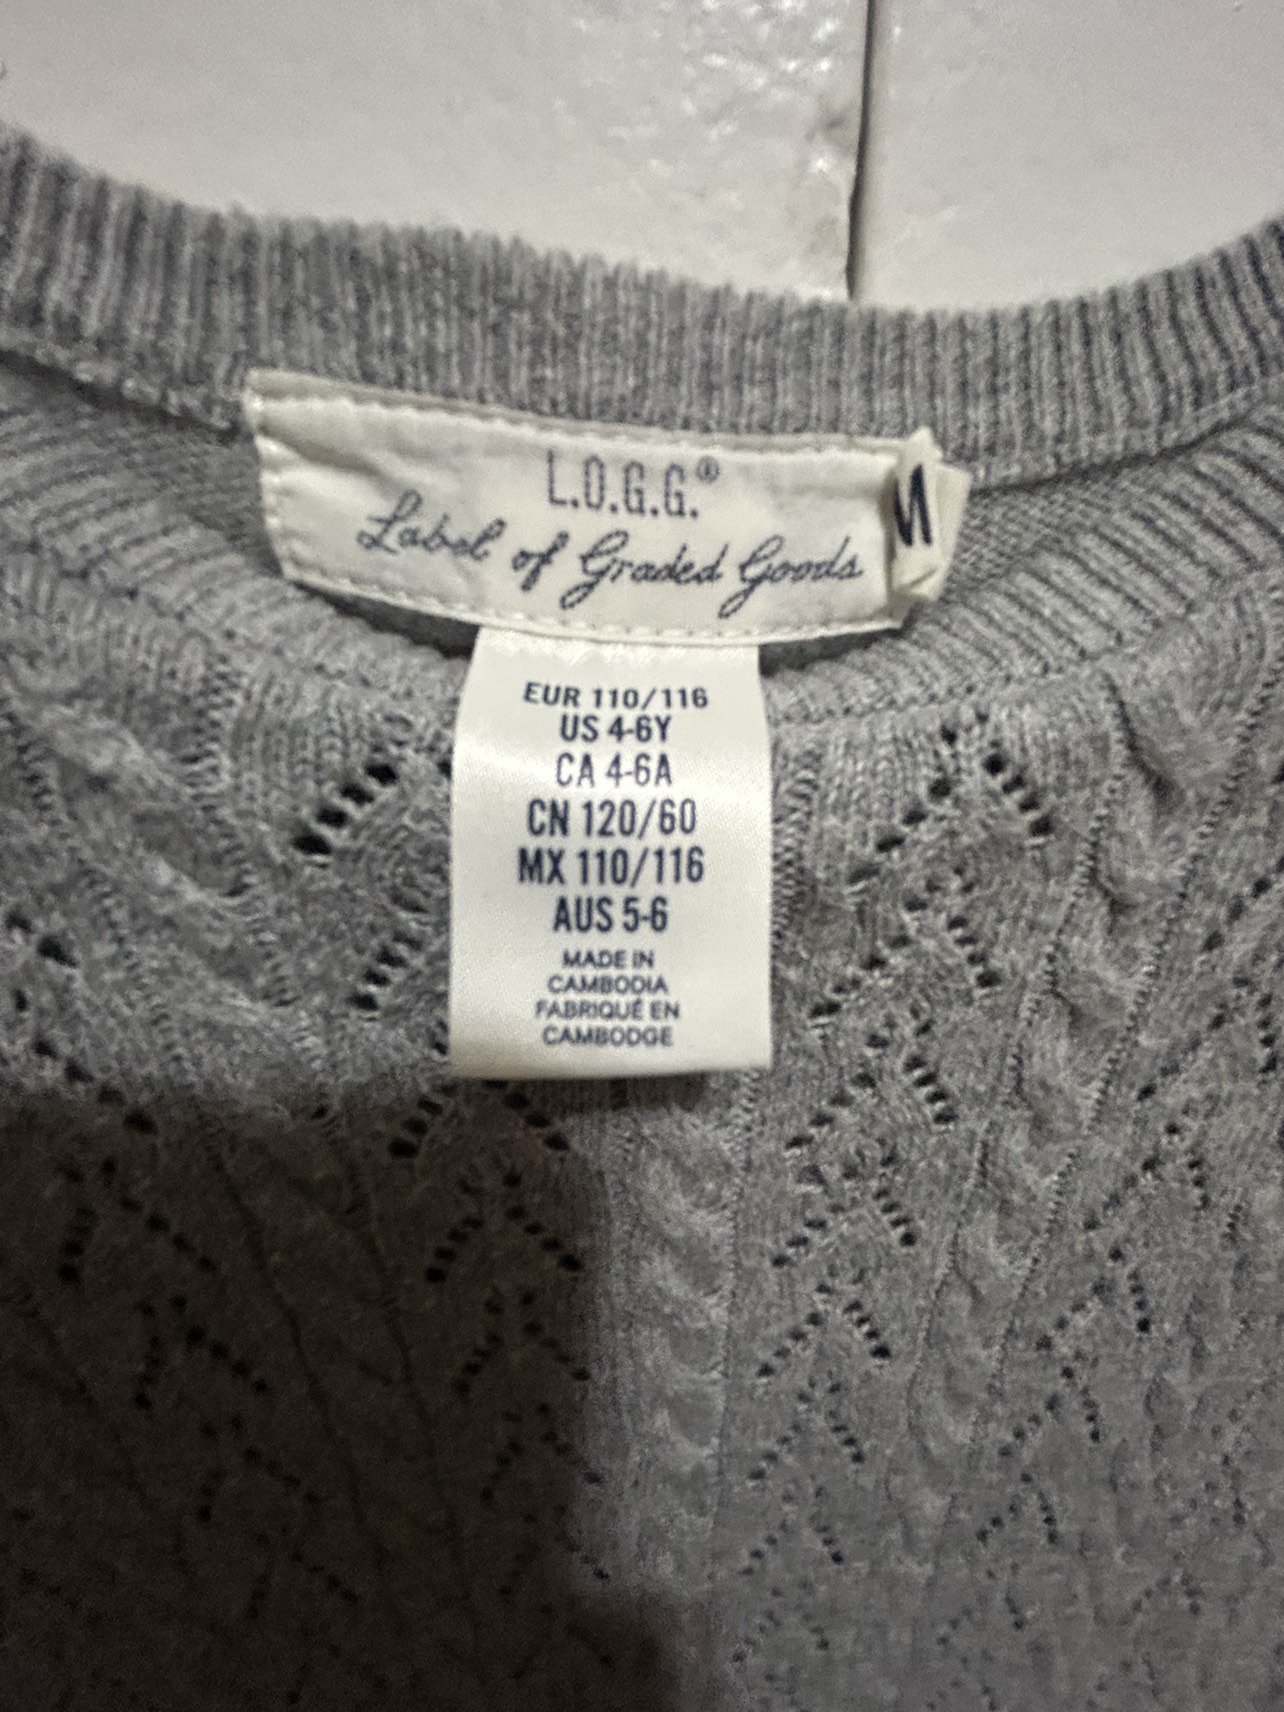 L.O.G.G.®
Label of Graded Goods
EUR 110/116
US 4-6Y
CA 4-6A
CN 120/60
MX 110/116
AUS 5-6
MADE IN
CAMBODIA
FABRIQUÉ EN
CAMBODGE